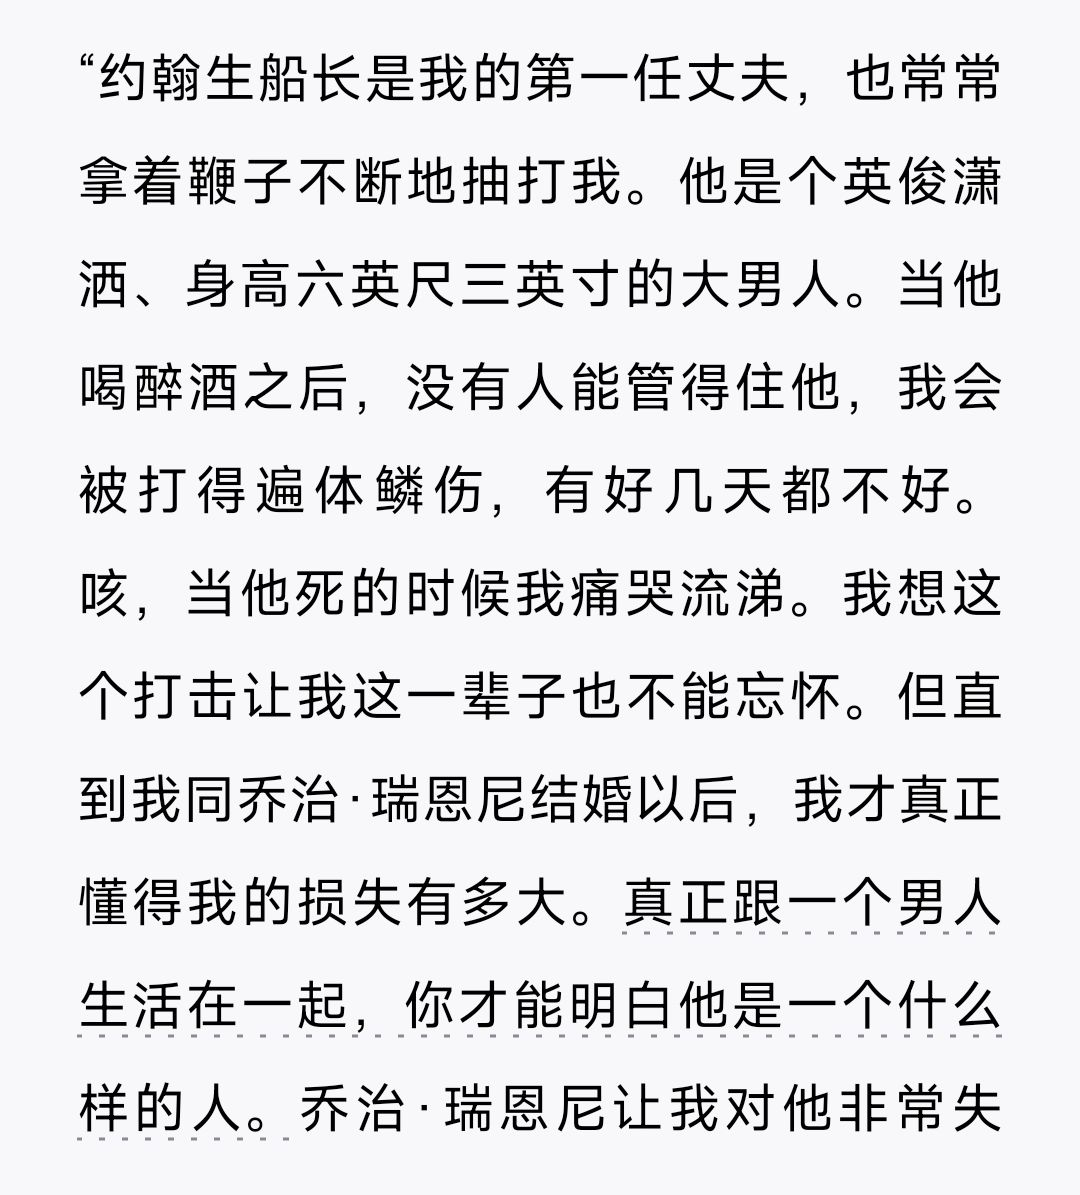 “约翰生船长是我的第一任丈夫，也常常
拿着鞭子不断地抽打我。他是个英俊潇
洒、身高六英尺三英寸的大男人。当他
喝醉酒之后，没有人能管得住他，我会
被打得遍体鳞伤，有好几天都不好。
咳，当他死的时候我痛哭流涕。我想这
个打击让我这一辈子也不能忘怀。但直
到我同乔治·瑞恩尼结婚以后，我才真正
懂得我的损失有多大。真正跟一个男人
生活在一起，你才能明白他是一个什么
样的人。乔治·瑞恩尼让我对他非常失